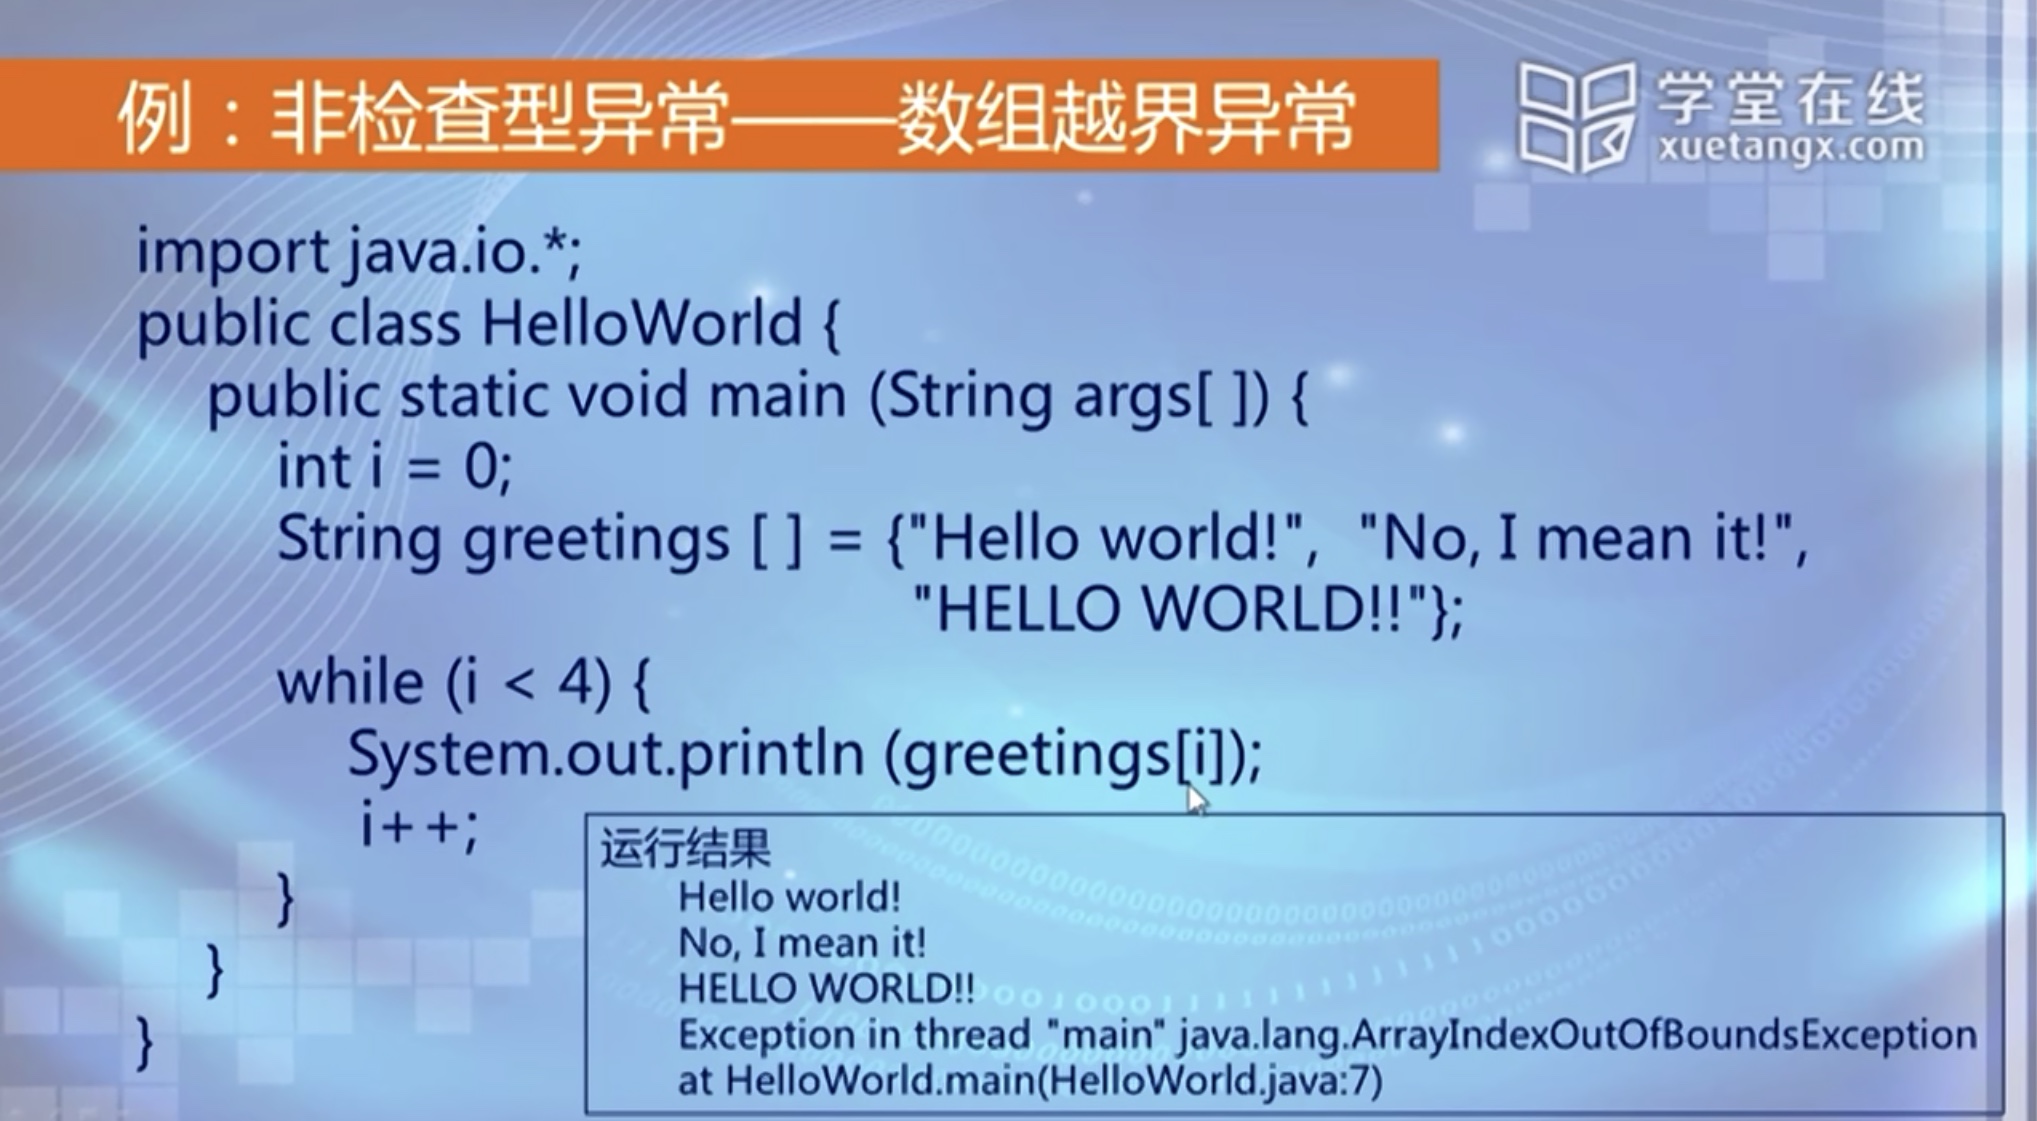 例：非检查型异常——数组越界异常
学堂在线
xuetangx.com
import java.io.*;
public class HelloWorld {
public static void main (String args[ ]) {
int i = 0;
String greetings [ ] = {"Hello world!", "No, I mean it!",
"HELLO WORLD!!"};
while (i < 4) {
System.out.println (greetings[i]);
i++;
}
}
}
运行结果
Hello world!
No, I mean it!
HELLO WORLD!!
Exception in thread "main" java.lang.ArrayIndexOutOfBoundsException
at HelloWorld.main(HelloWorld.java:7)